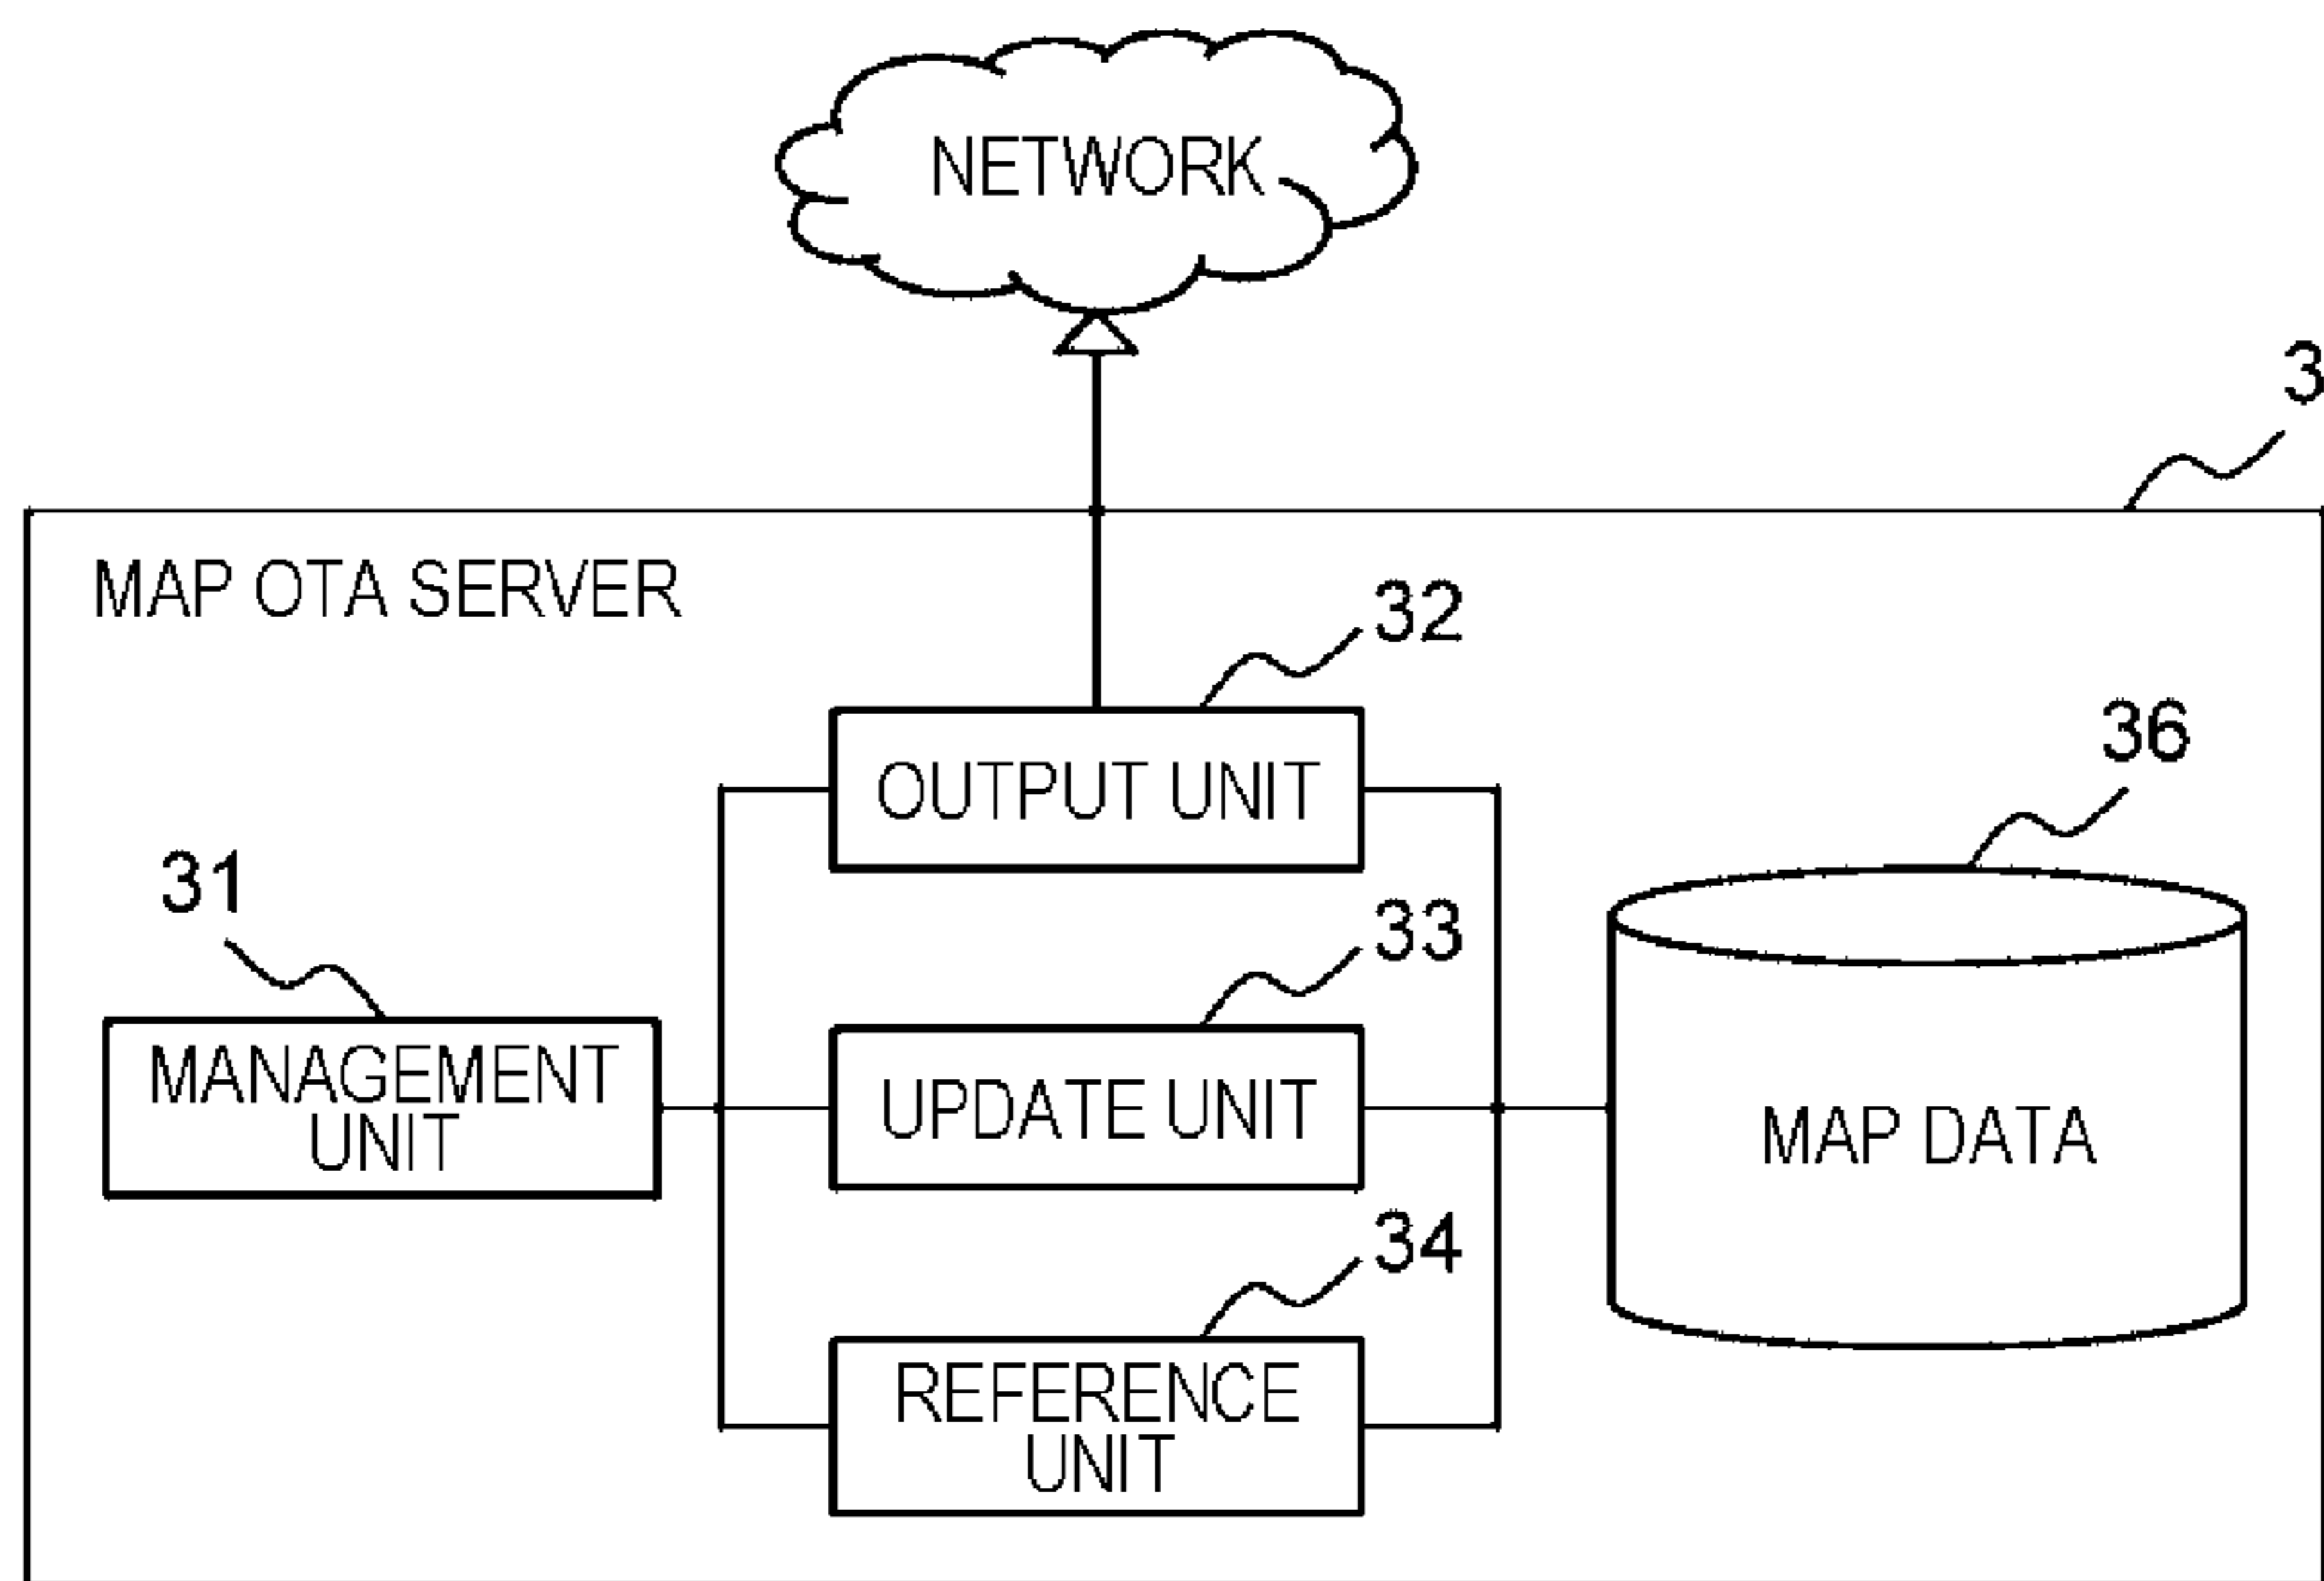 NETWORK
3
MAP OTA SERVER
32
OUTPUT UNIT
36
31
33
MANAGEMENT
UNIT
UPDATE UNIT
MAP DATA
34
REFERENCE
UNIT